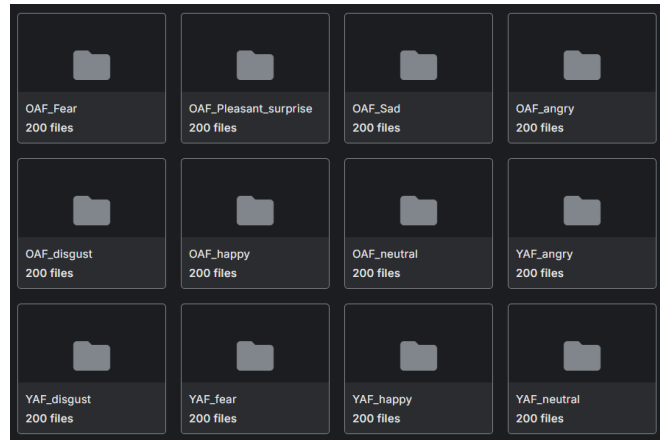 OAF_Fear
200 files
OAF_Pleasant_surprise
200 files
OAF_Sad
200 files
OAF_angry
200 files
OAF_disgust
200 files
OAF_happy
200 files
OAF_neutral
200 files
YAF_angry
200 files
YAF_disgust
200 files
YAF_fear
200 files
YAF_happy
200 files
YAF_neutral
200 files